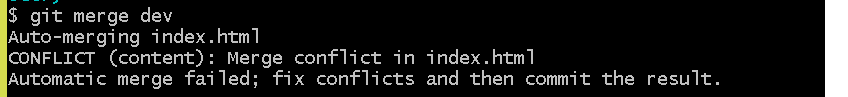 $ git merge dev
Auto-merging index.html
CONFLICT (content): Merge conflict in index.html
Automatic merge failed; fix conflicts and then commit the result.